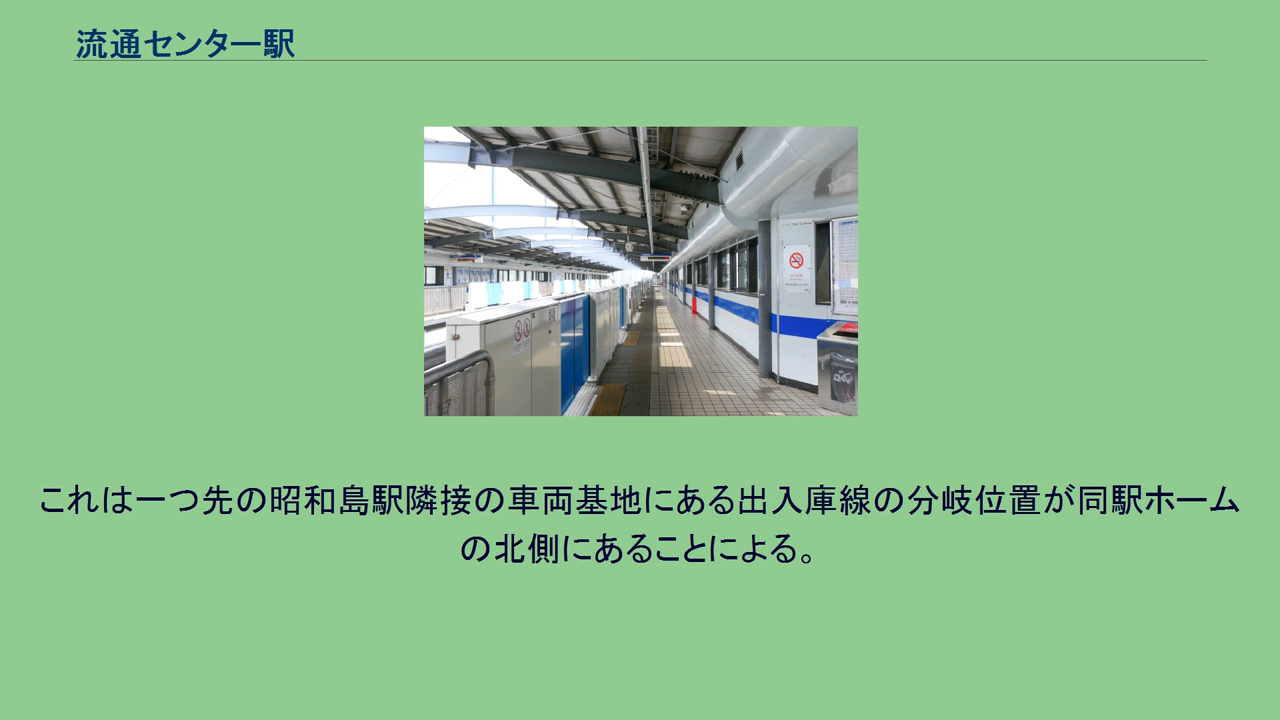 流通センター駅
これは一つ先の昭和島駅隣接の車両基地にある出入庫線の分岐位置が同駅ホーム
の北側にあることによる。